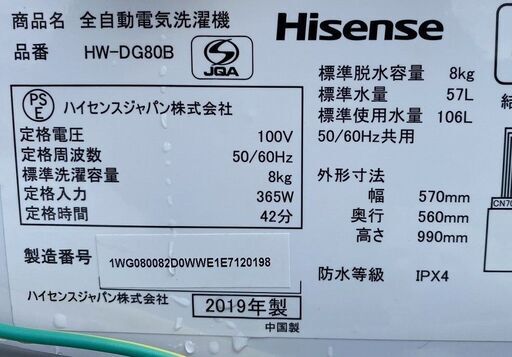 商品名 全自動電気洗濯機
品番 HW-DG80B
JQA
Hisense
PS
E
ハイセンスジャパン株式会社
定格電圧 100V
定格周波数 50/60Hz
標準洗濯容量 8kg
定格入力 365W
定格時間 42分
標準脱水容量 8kg
標準水量 57L
標準使用水量 106L
50/60Hz共用
外形寸法
幅 570mm
奥行 560mm
高さ 990mm
防水等級 IPX4
製造番号 1WG080082D0WWE1E7120198
ハイセンスジャパン株式会社 2019年製
中国製
結
CN70